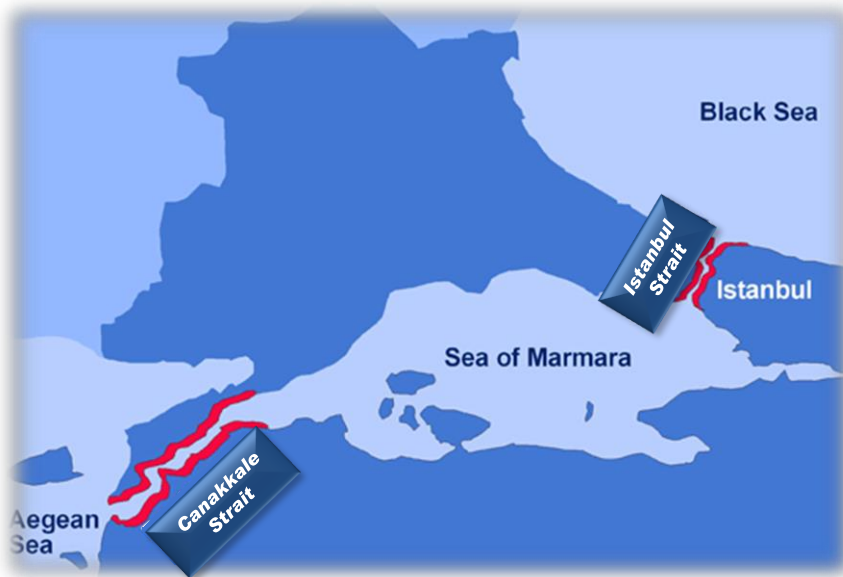 Black Sea
Istanbul
Strait
Istanbul
Sea of Marmara
Canakkale
Strait
Aegean
Sea